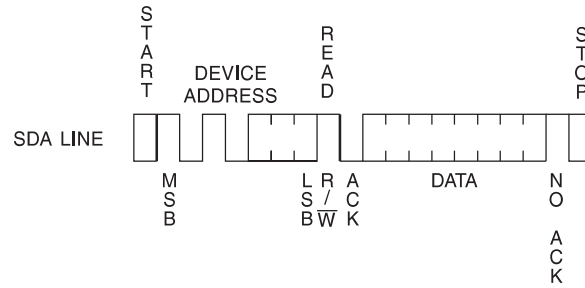 START
DEVICE
ADDRESS
READ
STOP
SDA LINE
MSB
LSB
R/W
ACK
DATA
NO ACK